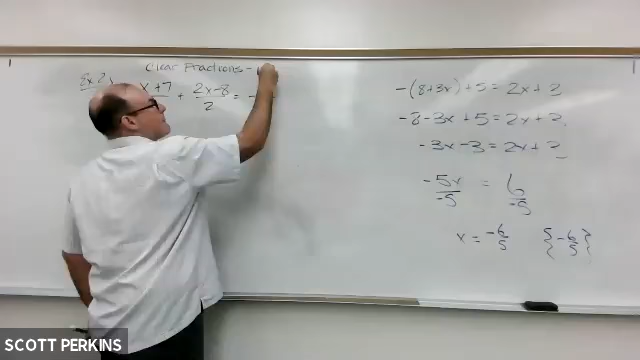 Clear Fractions -
x+7 + 2x-8 / 2 = -
-(8+3x)+5=2x+3
-8-3x+5=2x+3
-3x-3=2x+3
-5x/-5 = 6/-5
x = -6/5 {-6/5}
SCOTT PERKINS